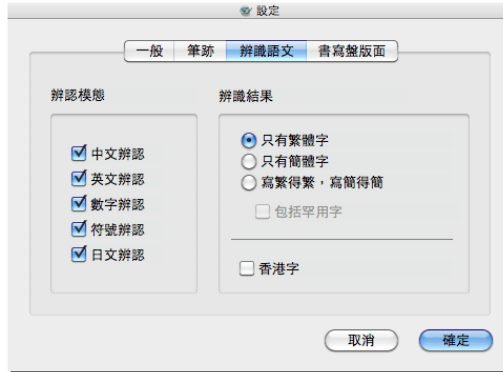 設定
一般 筆跡 辨識語文 書寫盤版面
辨認模態
中文辨認
英文辨認
數字辨認
符號辨認
日文辨認
辨識結果
只有繁體字
只有簡體字
寫繁得繁，寫簡得簡
包括罕用字
香港字
取消 確定